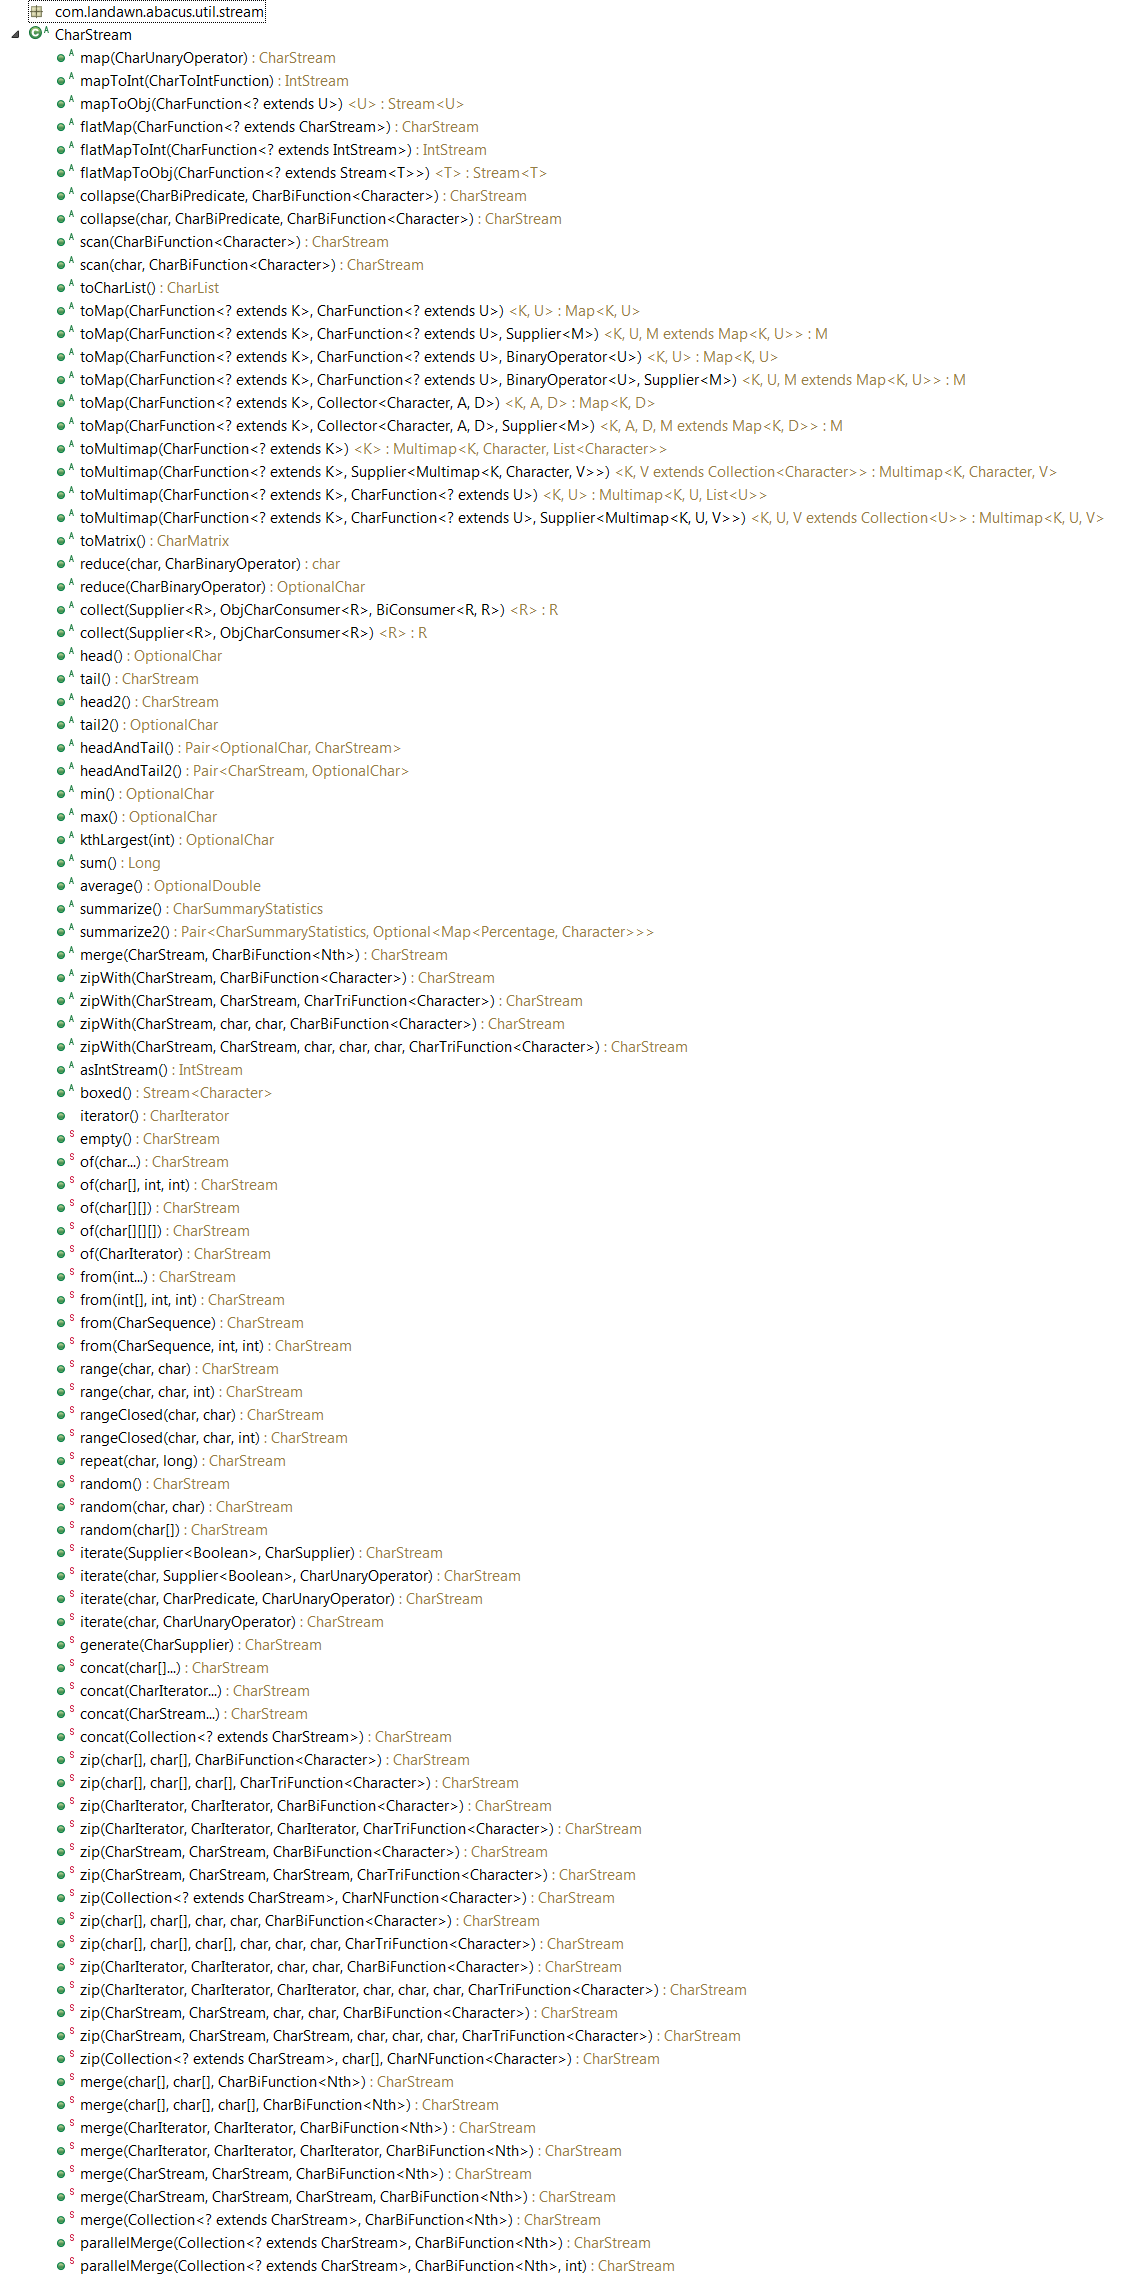 com.landawn.abacus.util.stream
CharStream
map(CharUnaryOperator) : CharStream
mapToInt(CharToIntFunction) : IntStream
mapToObj(CharFunction<? extends U>) <U> : Stream<U>
flatMap(CharFunction<? extends CharStream>) : CharStream
flatMapToInt(CharFunction<? extends IntStream>) : IntStream
flatMapToObj(CharFunction<? extends Stream<T>>) <T> : Stream<T>
collapse(CharBiPredicate, CharBiFunction<Character>) : CharStream
collapse(char, CharBiPredicate, CharBiFunction<Character>) : CharStream
scan(CharBiFunction<Character>) : CharStream
scan(char, CharBiFunction<Character>) : CharStream
toCharList() : CharList
toMap(CharFunction<? extends K>, CharFunction<? extends U>) <K, U> : Map<K, U>
toMap(CharFunction<? extends K>, CharFunction<? extends U>, Supplier<M>) <K, U, M extends Map<K, U>> : M
toMap(CharFunction<? extends K>, CharFunction<? extends U>, BinaryOperator<U>) <K, U> : Map<K, U>
toMap(CharFunction<? extends K>, CharFunction<? extends U>, BinaryOperator<U>, Supplier<M>) <K, U, M extends Map<K, U>> : M
toMap(CharFunction<? extends K>, Collector<Character, A, D>) <K, A, D> : Map<K, D>
toMap(CharFunction<? extends K>, Collector<Character, A, D>, Supplier<M>) <K, A, D, M extends Map<K, D>> : M
toMultimap(CharFunction<? extends K>) <K> : Multimap<K, Character, List<Character>>
toMultimap(CharFunction<? extends K>, Supplier<Multimap<K, Character, V>>) <K, V extends Collection<Character>> : Multimap<K, Character, V>
toMultimap(CharFunction<? extends K>, CharFunction<? extends U>) <K, U> : Multimap<K, U, List<U>>
toMultimap(CharFunction<? extends K>, CharFunction<? extends U>, Supplier<Multimap<K, U, V>>) <K, U, V extends Collection<U>> : Multimap<K, U, V>
toMatrix() : CharMatrix
reduce(char, CharBinaryOperator) : char
reduce(CharBinaryOperator) : OptionalChar
collect(Supplier<R>, ObjCharConsumer<R>, BiConsumer<R, R>) <R> : R
collect(Supplier<R>, ObjCharConsumer<R>) <R> : R
head() : OptionalChar
tail() : CharStream
head2() : CharStream
tail2() : OptionalChar
headAndTail() : Pair<OptionalChar, CharStream>
headAndTail2() : Pair<CharStream, OptionalChar>
min() : OptionalChar
max() : OptionalChar
kthLargest(int) : OptionalChar
sum() : Long
average() : OptionalDouble
summarize() : CharSummaryStatistics
summarize2() : Pair<CharSummaryStatistics, Optional<Map<Percentage, Character>>>
merge(CharStream, CharBiFunction<Nth>) : CharStream
zipWith(CharStream, CharBiFunction<Character>) : CharStream
zipWith(CharStream, CharStream, CharTriFunction<Character>) : CharStream
zipWith(CharStream, char, char, CharBiFunction<Character>) : CharStream
zipWith(CharStream, CharStream, char, char, char, CharTriFunction<Character>) : CharStream
asIntStream() : IntStream
boxed() : Stream<Character>
iterator() : CharIterator
empty() : CharStream
of(char...) : CharStream
of(char[], int, int) : CharStream
of(char[][]) : CharStream
of(char[][][]) : CharStream
of(CharIterator) : CharStream
from(int...) : CharStream
from(int[], int, int) : CharStream
from(CharSequence) : CharStream
from(CharSequence, int, int) : CharStream
range(char, char) : CharStream
range(char, char, int) : CharStream
rangeClosed(char, char) : CharStream
rangeClosed(char, char, int) : CharStream
repeat(char, long) : CharStream
random() : CharStream
random(char, char) : CharStream
random(char[]) : CharStream
iterate(Supplier<Boolean>, CharSupplier) : CharStream
iterate(char, Supplier<Boolean>, CharUnaryOperator) : CharStream
iterate(char, CharPredicate, CharUnaryOperator) : CharStream
iterate(char, CharUnaryOperator) : CharStream
generate(CharSupplier) : CharStream
concat(char[]...) : CharStream
concat(CharIterator...) : CharStream
concat(CharStream...) : CharStream
concat(Collection<? extends CharStream>) : CharStream
zip(char[], char[], CharBiFunction<Character>) : CharStream
zip(char[], char[], char[], CharTriFunction<Character>) : CharStream
zip(CharIterator, CharIterator, CharBiFunction<Character>) : CharStream
zip(CharIterator, CharIterator, CharIterator, CharTriFunction<Character>) : CharStream
zip(CharStream, CharStream, CharBiFunction<Character>) : CharStream
zip(CharStream, CharStream, CharStream, CharTriFunction<Character>) : CharStream
zip(Collection<? extends CharStream>, CharNFunction<Character>) : CharStream
zip(char[], char[], char, char, CharBiFunction<Character>) : CharStream
zip(char[], char[], char[], char, char, char, CharTriFunction<Character>) : CharStream
zip(CharIterator, CharIterator, char, char, CharBiFunction<Character>) : CharStream
zip(CharIterator, CharIterator, CharIterator, char, char, char, CharTriFunction<Character>) : CharStream
zip(CharStream, CharStream, char, char, CharBiFunction<Character>) : CharStream
zip(CharStream, CharStream, CharStream, char, char, char, CharTriFunction<Character>) : CharStream
zip(Collection<? extends CharStream>, char[], CharNFunction<Character>) : CharStream
merge(char[], char[], CharBiFunction<Nth>) : CharStream
merge(char[], char[], char[], CharBiFunction<Nth>) : CharStream
merge(CharIterator, CharIterator, CharBiFunction<Nth>) : CharStream
merge(CharIterator, CharIterator, CharIterator, CharBiFunction<Nth>) : CharStream
merge(CharStream, CharStream, CharBiFunction<Nth>) : CharStream
merge(CharStream, CharStream, CharStream, CharBiFunction<Nth>) : CharStream
merge(Collection<? extends CharStream>, CharBiFunction<Nth>) : CharStream
parallelMerge(Collection<? extends CharStream>, CharBiFunction<Nth>) : CharStream
parallelMerge(Collection<? extends CharStream>, CharBiFunction<Nth>, int) : CharStream